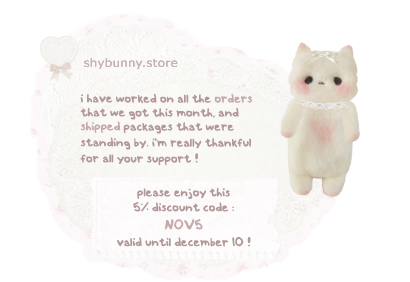 shybunny.store
i have worked on all the orders
that we got this month, and
shipped packages that were
standing by. i'm really thankful
for all your support !
please enjoy this
5% discount code :
NOV5
valid until december 10 !